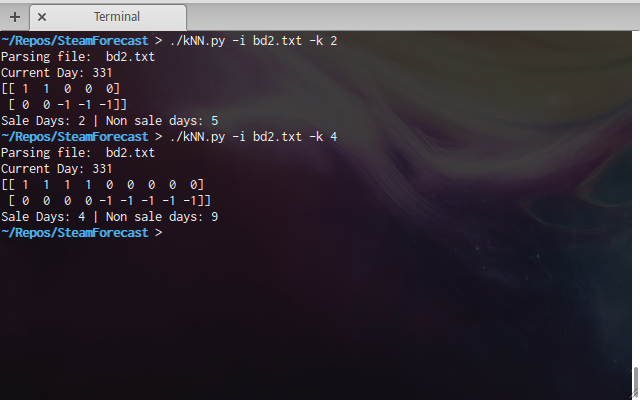 Terminal
~/Repos/SteamForecast > ./kNN.py -i bd2.txt -k 2
Parsing file:  bd2.txt
Current Day: 331
[[ 1  1  0  0  0]
 [ 0  0 -1 -1 -1]]
Sale Days: 2 | Non sale days: 5
~/Repos/SteamForecast > ./kNN.py -i bd2.txt -k 4
Parsing file:  bd2.txt
Current Day: 331
[[ 1  1  1  1  0  0  0  0  0]
 [ 0  0  0  0 -1 -1 -1 -1 -1]]
Sale Days: 4 | Non sale days: 9
~/Repos/SteamForecast >